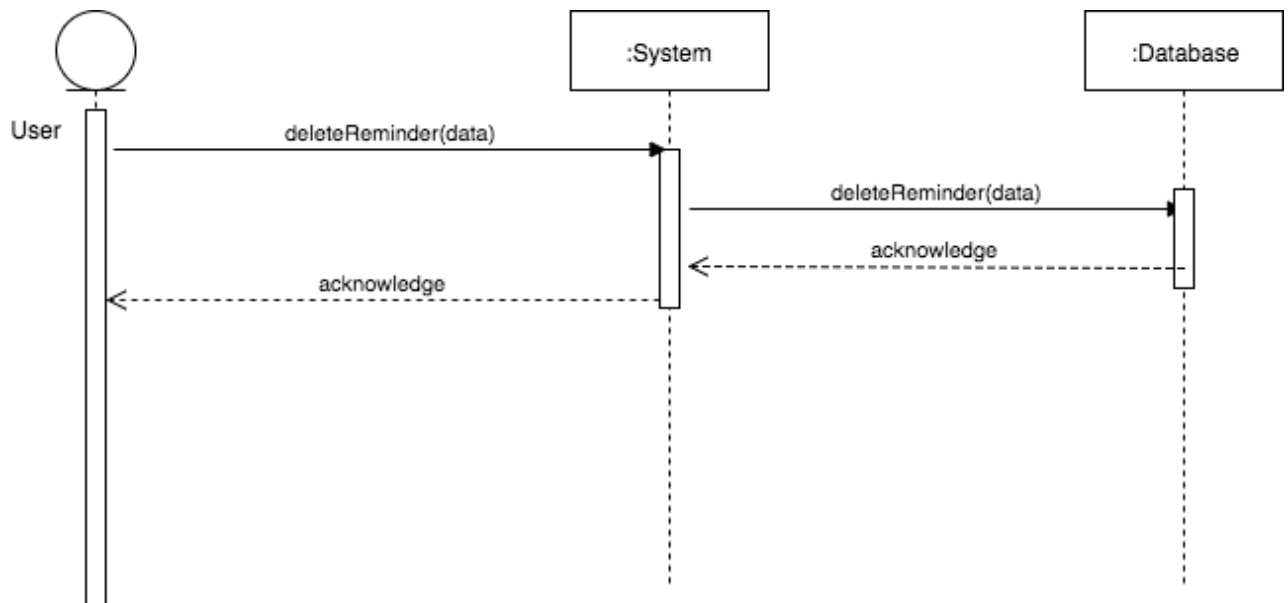 :System
:Database
User
deleteReminder(data)
deleteReminder(data)
acknowledge
acknowledge